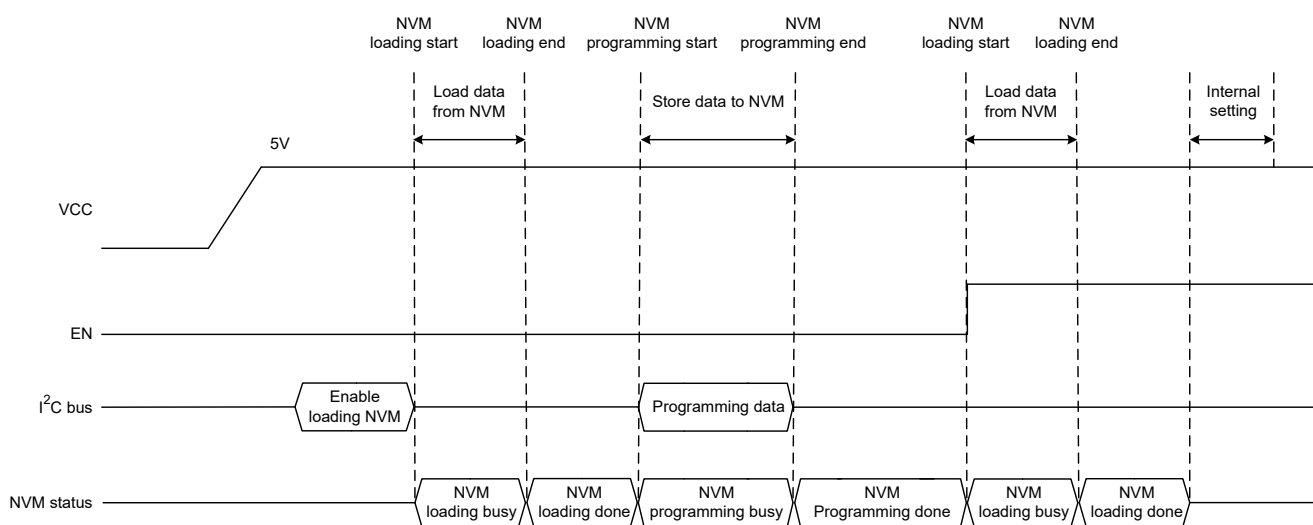 NVM
loading start
NVM
loading end
NVM
programming start
NVM
programming end
NVM
loading start
NVM
loading end
Load data
from NVM
Store data to NVM
Load data
from NVM
Internal
setting
5V
VCC
EN
I²C bus
Enable
loading NVM
Programming data
NVM status
NVM
loading busy
NVM
loading done
NVM
programming busy
NVM
Programming done
NVM
loading busy
NVM
loading done